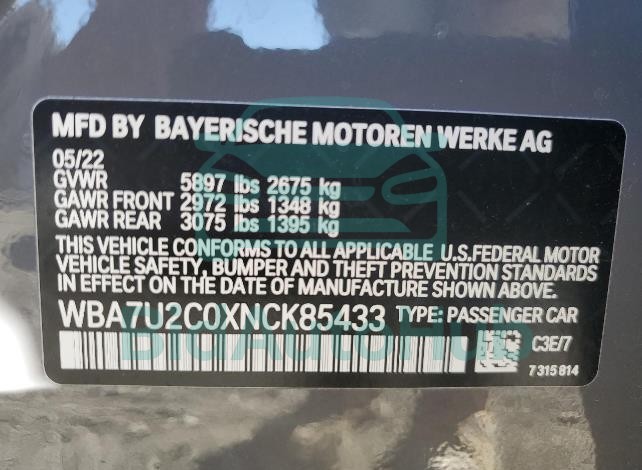 MFD BY BAYERISCHE MOTOREN WERKE AG
05/22
GVWR 5897 lbs 2675 kg
GAWR FRONT 2972 lbs 1348 kg
GAWR REAR 3075 lbs 1395 kg
THIS VEHICLE CONFORMS TO ALL APPLICABLE U.S.FEDERAL MOTOR
VEHICLE SAFETY, BUMPER AND THEFT PREVENTION STANDARDS
IN EFFECT ON THE DATE OF MANUFACTURE SHOWN ABOVE.
WBA7U2C0XNCK85433 TYPE: PASSENGER CAR
C3E/7
7 315 814